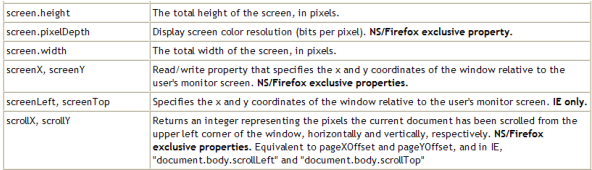 screen.height The total height of the screen, in pixels.
screen.pixelDepth Display screen color resolution (bits per pixel). NS/Firefox exclusive property.
screen.width The total width of the screen, in pixels.
screenX, screenY Read/write property that specifies the x and y coordinates of the window relative to the
user's monitor screen. NS/Firefox exclusive properties.
screenLeft, screenTop Specifies the x and y coordinates of the window relative to the user's monitor screen. IE only.
scrollX, scrollY Returns an integer representing the pixels the current document has been scrolled from the
upper left corner of the window, horizontally and vertically, respectively. NS/Firefox
exclusive properties. Equivalent to pageXOffset and pageYOffset, and in IE,
"document.body.scrollLeft" and "document.body.scrollTop"